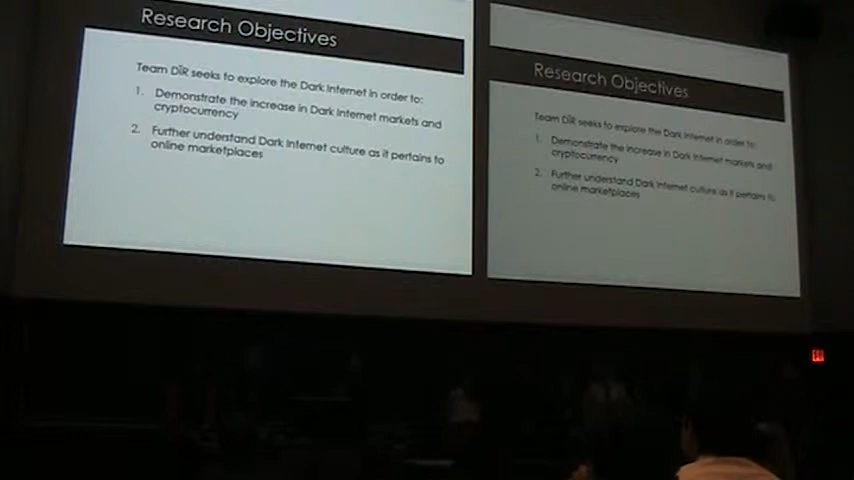 Research Objectives
Team DIR seeks to explore the Dark Internet in order to:
1. Demonstrate the increase in Dark Internet markets and
cryptocurrency
2. Further understand Dark Internet culture as it pertains to
online marketplaces
Research Objectives
Team DIR seeks to explore the Dark Internet in order to:
1. Demonstrate the increase in Dark Internet markets and
cryptocurrency
2. Further understand Dark Internet culture as it pertains to
online marketplaces